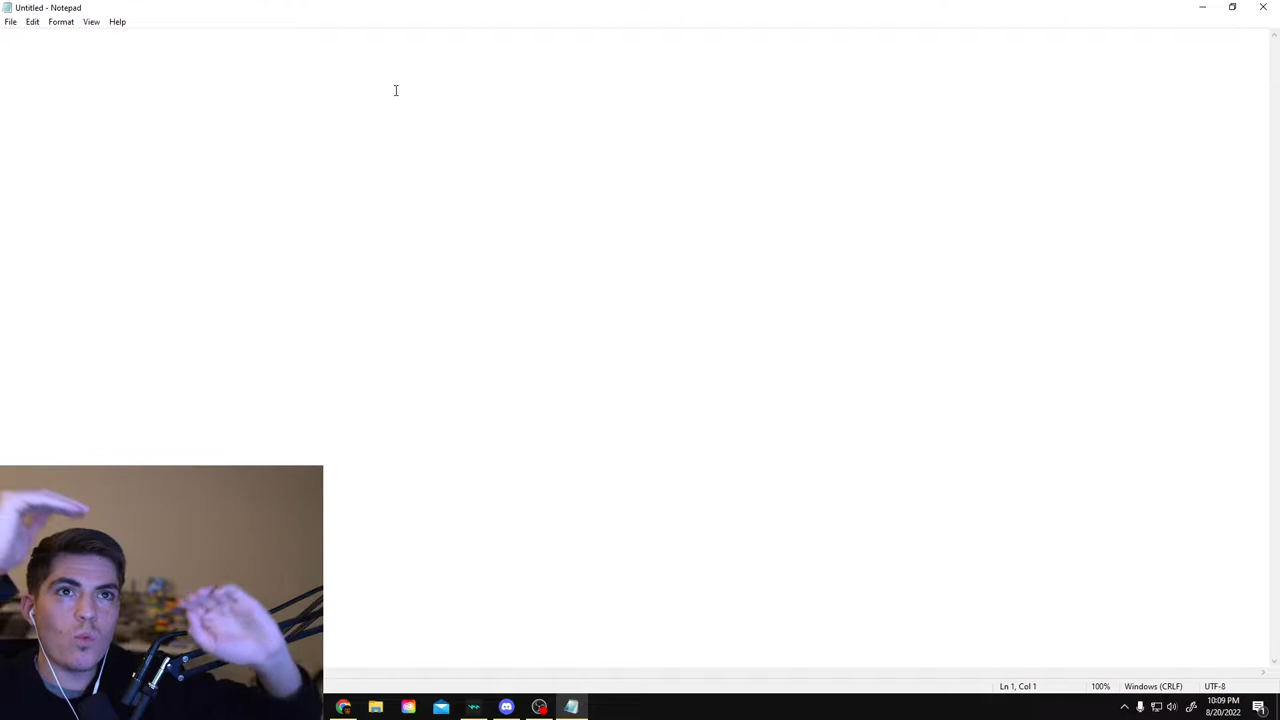 Untitled - Notepad
File Edit Format View Help
Ln 1, Col 1 100% Windows (CRLF) UTF-8
10:09 PM
8/20/2022
1